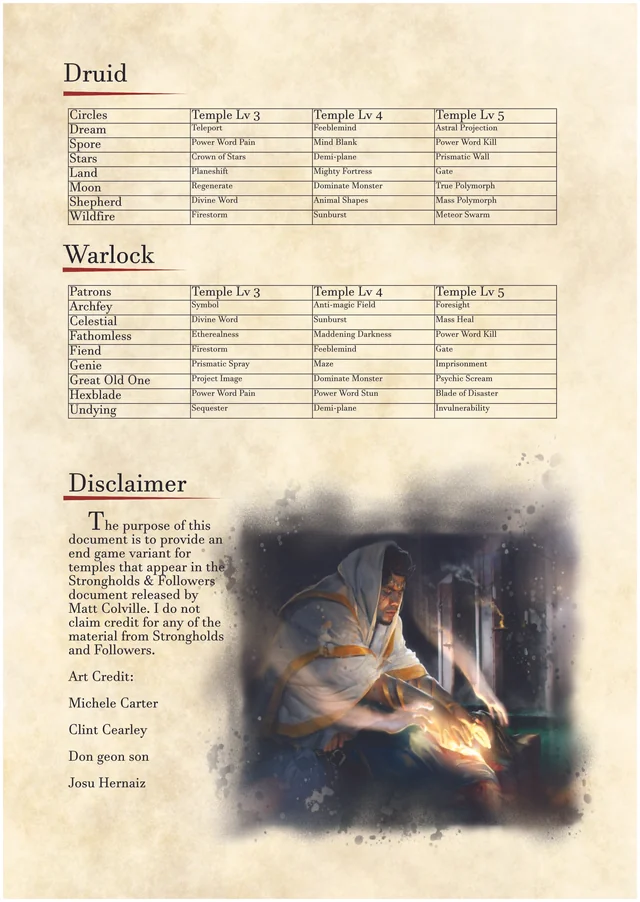 Druid
Circles Temple Lv 3 Temple Lv 4 Temple Lv 5
Dream Teleport Feeblemind Astral Projection
Spore Power Word Pain Mind Blank Power Word Kill
Stars Crown of Stars Demi-plane Prismatic Wall
Land Planeshift Mighty Fortress Gate
Moon Regenerate Dominate Monster True Polymorph
Shepherd Divine Word Animal Shapes Mass Polymorph
Wildfire Firestorm Sunburst Meteor Swarm
Warlock
Patrons Temple Lv 3 Temple Lv 4 Temple Lv 5
Archfey Symbol Anti-magic Field Foresight
Celestial Divine Word Sunburst Mass Heal
Fathomless Etherealness Maddening Darkness Power Word Kill
Fiend Firestorm Feeblemind Gate
Genie Prismatic Spray Maze Imprisonment
Great Old One Project Image Dominate Monster Psychic Scream
Hexblade Power Word Pain Power Word Stun Blade of Disaster
Undying Sequester Demi-plane Invulnerability
Disclaimer
The purpose of this
document is to provide an
end game variant for
temples that appear in the
Strongholds & Followers
document released by
Matt Colville. I do not
claim credit for any of the
material from Strongholds
and Followers.
Art Credit:
Michele Carter
Clint Cearley
Don geon son
Josu Hernaiz